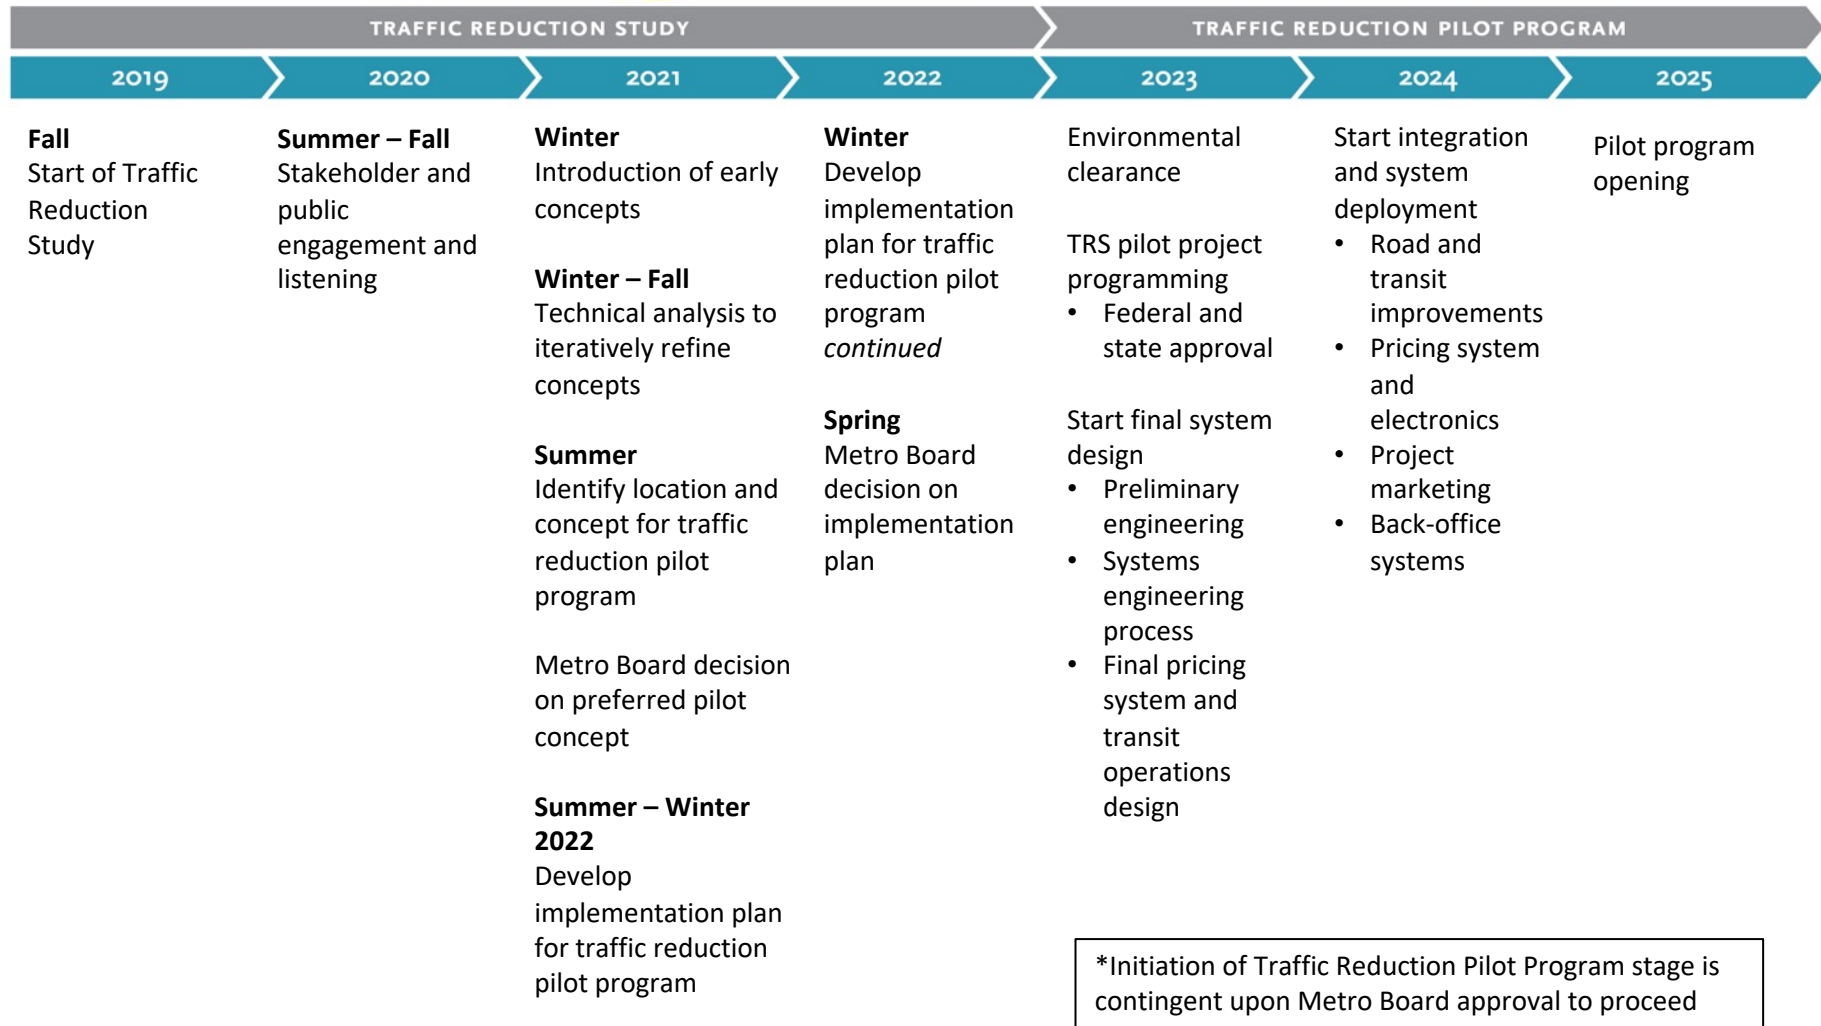 TRAFFIC REDUCTION STUDY
TRAFFIC REDUCTION PILOT PROGRAM
2019
2020
2021
2022
2023
2024
2025
Fall
Start of Traffic
Reduction
Study
Summer – Fall
Stakeholder and
public
engagement and
listening
Winter
Introduction of early
concepts
Winter – Fall
Technical analysis to
iteratively refine
concepts
Summer
Identify location and
concept for traffic
reduction pilot
program
Metro Board decision
on preferred pilot
concept
Summer – Winter
2022
Develop
implementation plan
for traffic reduction
pilot program
Winter
Develop
implementation
plan for traffic
reduction pilot
program
continued
Spring
Metro Board
decision on
implementation
plan
Environmental
clearance
TRS pilot project
programming
• Federal and
state approval
Start final system
design
• Preliminary
engineering
• Systems
engineering
process
• Final pricing
system and
transit
operations
design
Start integration
and system
deployment
• Road and
transit
improvements
• Pricing system
and
electronics
• Project
marketing
• Back-office
systems
Pilot program
opening
*Initiation of Traffic Reduction Pilot Program stage is
contingent upon Metro Board approval to proceed